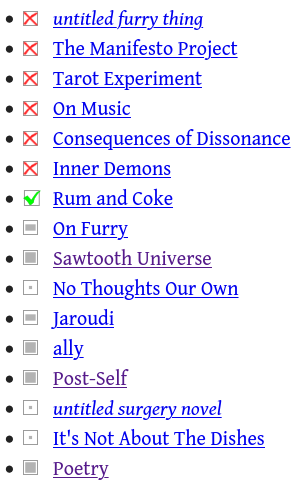 untitled furry thing
The Manifesto Project
Tarot Experiment
On Music
Consequences of Dissonance
Inner Demons
Rum and Coke
On Furry
Sawtooth Universe
No Thoughts Our Own
Jaroudi
ally
Post-Self
untitled surgery novel
It's Not About The Dishes
Poetry